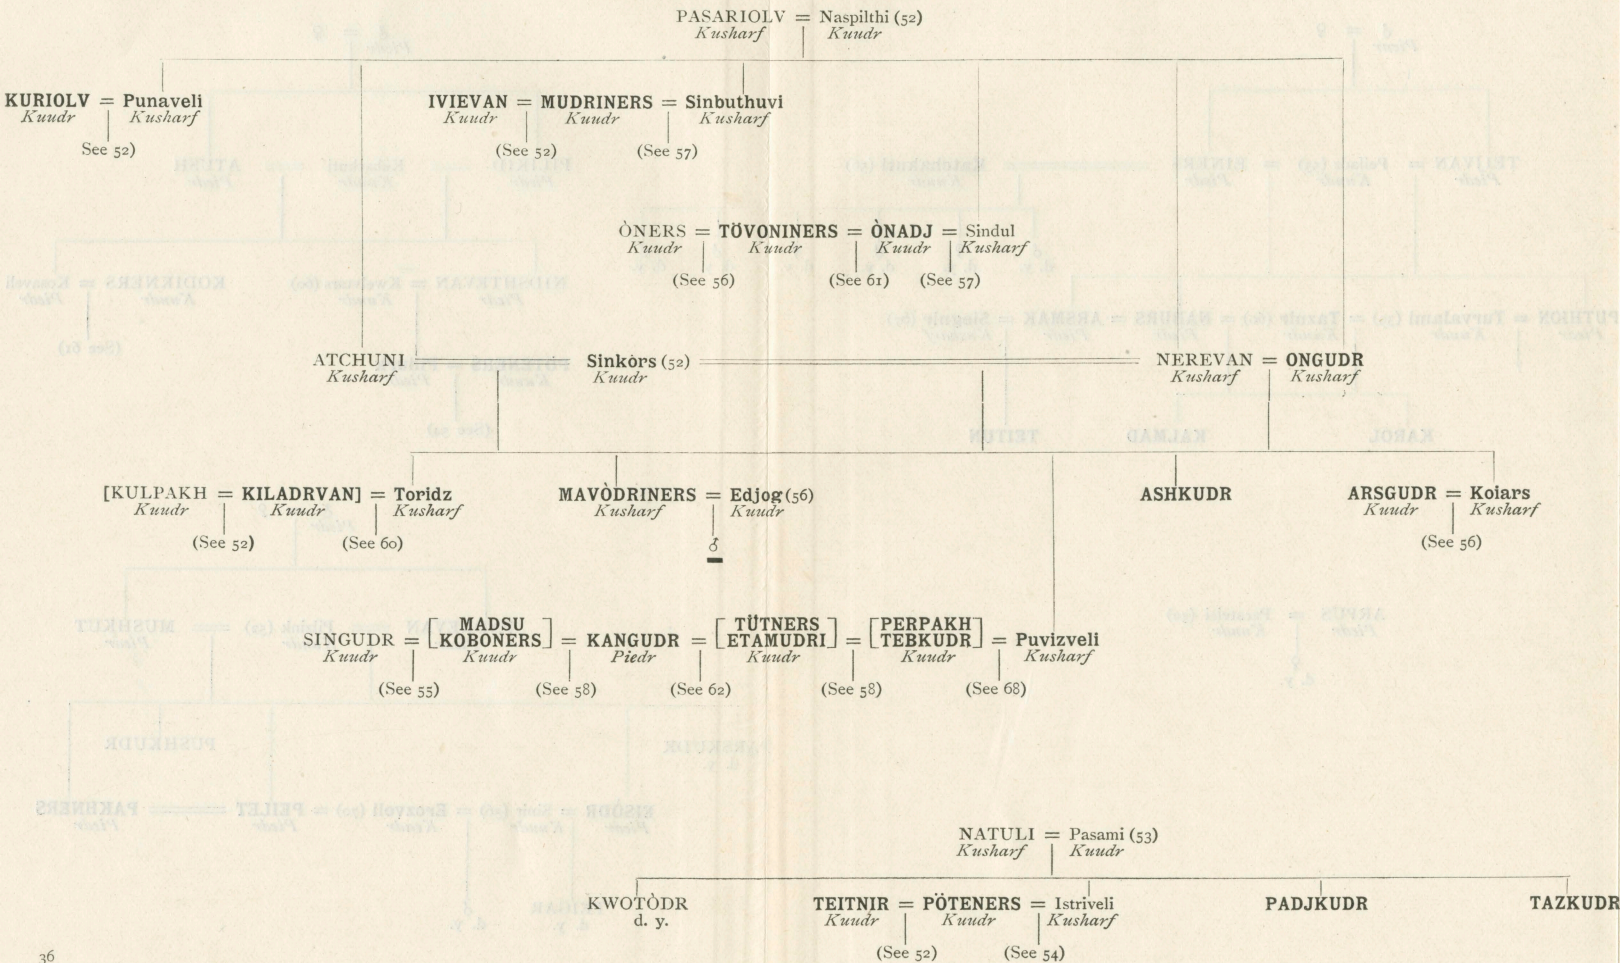 PASARIOLV = Naspilthi (52)
Kusharf Kuudr
KURIOLV = Punaveli
Kuudr Kusharf
(See 52)
IVIEVAN = MUDRINERS = Sinbuthuvi
Kuudr Kuudr Kusharf
(See 52) (See 57)
ÒNERS = TÖVONINERS = ÒNADJ = Sindul
Kuudr Kuudr Kuudr Kusharf
(See 56) (See 61) (See 57)
ATCHUNI Sinkòrs (52) NEREVAN = ONGUDR
Kusharf Kuudr Kusharf Kusharf
[KULPAKH = KILADRVAN] = Toridz
Kuudr Kuudr Kusharf
(See 52) (See 60)
MAVÒDRINERS = Edjog (56)
Kusharf Kuudr
♂
ASHKUDR
ARSGUDR = Koiars
Kuudr Kusharf
(See 56)
SINGUDR = [MADSU KOBONERS] = KANGUDR = [TÜTNERS ETAMUDRI] = [PERPAKH TEBKUDR] = Puvizveli
Kuudr Kuudr Piedr Kuudr Kuudr Kusharf
(See 55) (See 58) (See 62) (See 58) (See 68)
NATULI = Pasami (53)
Kusharf Kuudr
KWOTÒDR
d. y.
TEITNIR = PÖTENERS = Istriveli
Kuudr Kuudr Kusharf
(See 52) (See 54)
PADJKUDR
TAZKUDR
36